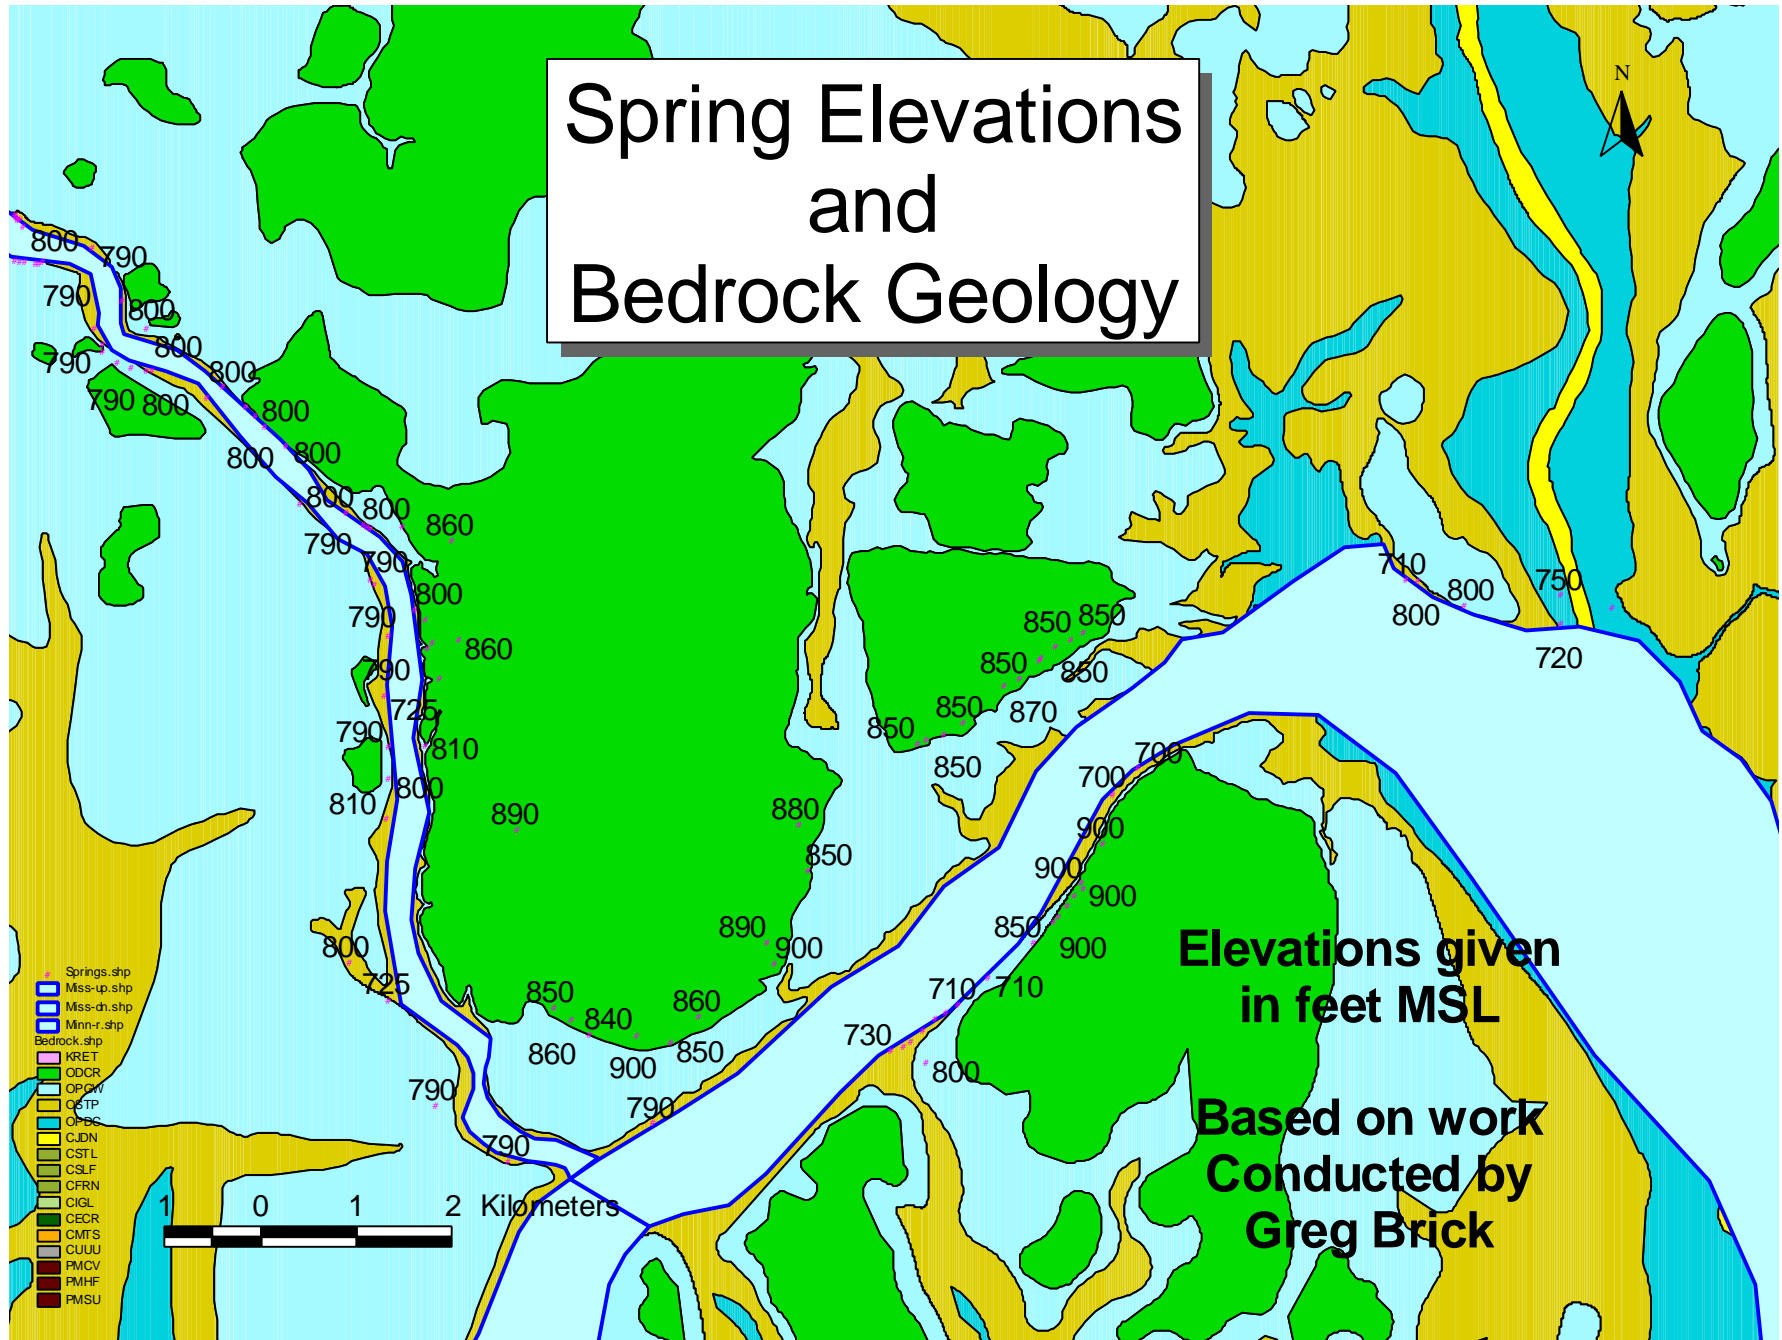 Spring Elevations
and
Bedrock Geology
N
800
790
790
800
790
800
800
790
800
800
800
800
800
800
790
860
790
800
790
860
790
725
790
810
800
810
890
880
850
890
900
800
725
850
840
860
860
900
850
790
790
790
850
850
850
850
850
870
850
850
710
800
800
750
720
700
700
900
900
900
850
900
710
710
730
800
Elevations given
in feet MSL
Based on work
Conducted by
Greg Brick
Springs.shp
Miss-up.shp
Miss-dn.shp
Minn-r.shp
Bedrock.shp
KRET
ODCR
OPGW
OSTP
OPDC
CJDN
CSTL
CSLF
CFRN
CIGL
CECR
CMTS
CUUU
PMCV
PMHF
PMSU
1 0 1 2 Kilometers